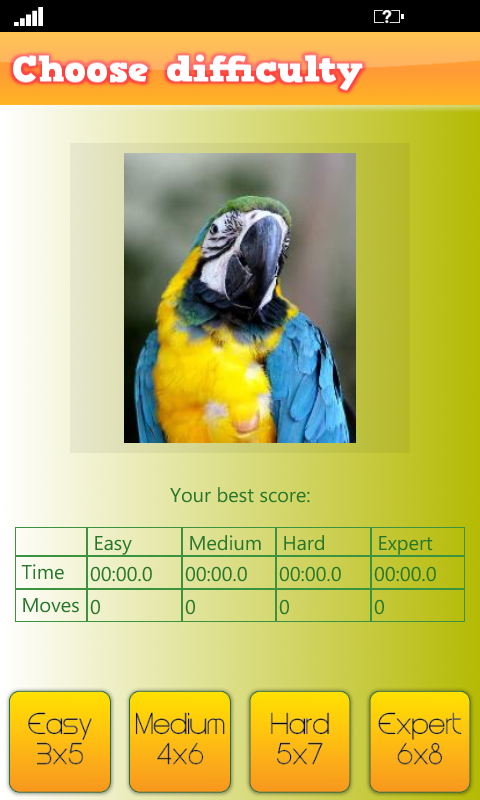 ?
Choose difficulty
Your best score:
Easy Medium Hard Expert
Time 00:00.0 00:00.0 00:00.0 00:00.0
Moves 0 0 0 0
Easy Medium Hard Expert
3x5 4x6 5x7 6x8